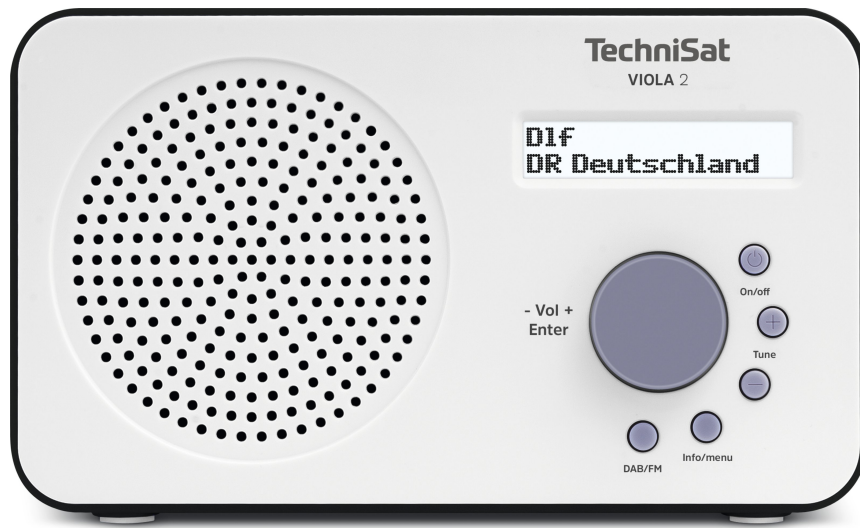 TechniSat
VIOLA 2
Dlf
DR Deutschland
On/off
- Vol +
Enter
Tune
Info/menu
DAB/FM